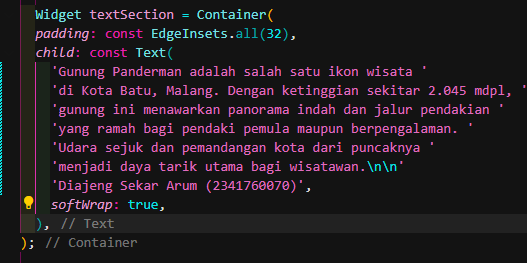 Widget textSection = Container(
padding: const EdgeInsets.all(32),
child: const Text(
'Gunung Panderman adalah salah satu ikon wisata '
'di Kota Batu, Malang. Dengan ketinggian sekitar 2.045 mdpl, '
'gunung ini menawarkan panorama indah dan jalur pendakian '
'yang ramah bagi pendaki pemula maupun berpengalaman. '
'Udara sejuk dan pemandangan kota dari puncaknya '
'menjadi daya tarik utama bagi wisatawan.\n\n'
'Diajeng Sekar Arum (2341760070)',
softWrap: true,
), // Text
); // Container